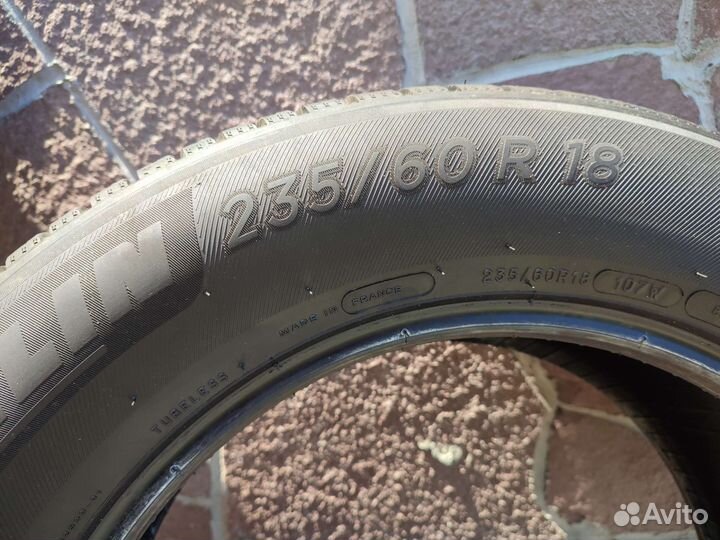 235/60 R 18
LIN
MADE IN FRANCE
235/60R18 107W
TUBELESS
Avito